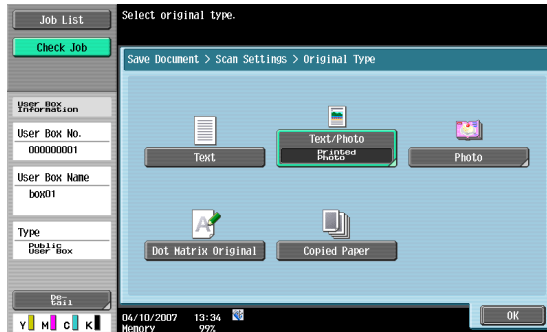 Job List
Select original type.
Check Job
Save Document > Scan Settings > Original Type
User Box
Information
User Box No.
000000001
User Box Name
box01
Type
Public
User Box
De-
tail
Text
Text/Photo
Printed
Photo
Photo
Dot Matrix Original
Copied Paper
Y M C K
04/10/2007 13:34
Memory 99%
OK